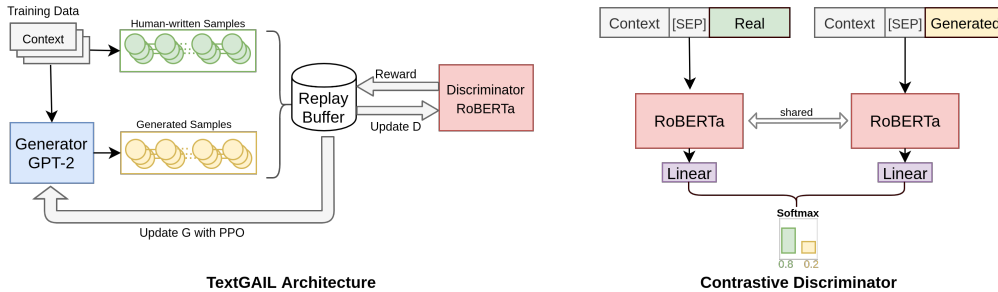 Training Data
Context
Human-written Samples
Generator
GPT-2
Generated Samples
Replay
Buffer
Reward
Update D
Discriminator
RoBERTa
Update G with PPO
TextGAIL Architecture
Context [SEP] Real
Context [SEP] Generated
RoBERTa
shared
RoBERTa
Linear
Linear
Softmax
0.8 0.2
Contrastive Discriminator